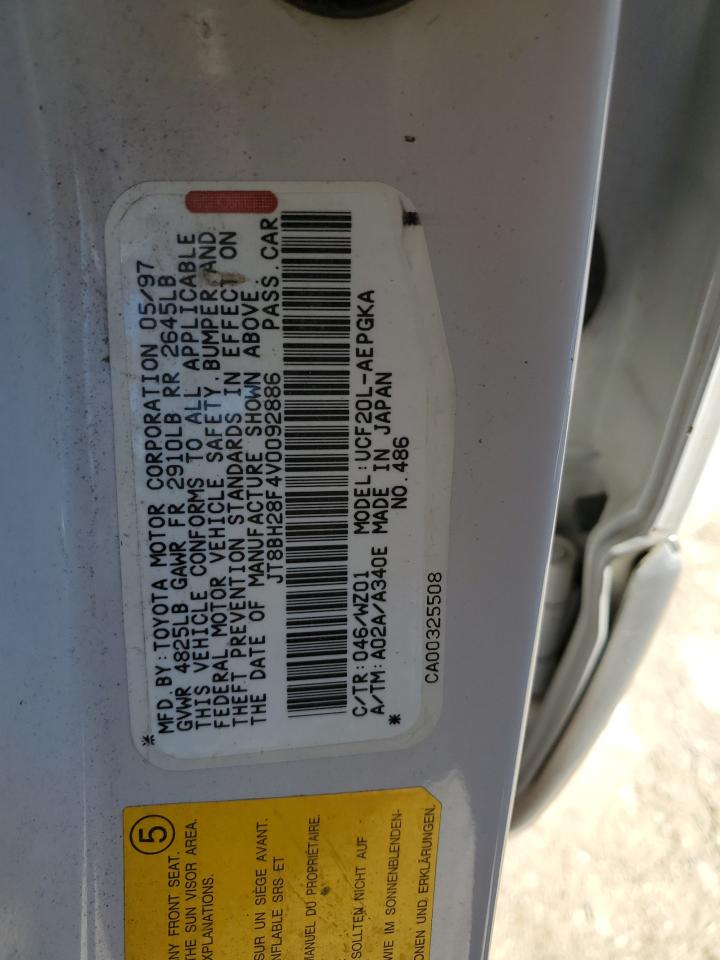 MFD BY:TOYOTA MOTOR CORPORATION 05/97
GVWR 4825LB GAWR FR 2910LB RR 2645LB
THIS VEHICLE CONFORMS TO ALL APPLICABLE
FEDERAL MOTOR VEHICLE SAFETY,BUMPER,AND
THEFT PREVENTION STANDARDS IN EFFECT ON
THE DATE OF MANUFACTURE SHOWN ABOVE.
JT8BH28F4V0092886 PASS.CAR
C/TR:046/WZ01 MODEL:UCF20L-AEPGKA
A/TM:A02A/A340E MADE IN JAPAN
* NO.486
CA00325508
5
NY FRONT SEAT.
THE SUN VISOR AREA.
XPLANATIONS.
SUR UN SIÈGE AVANT.
NFLABLE SRS ET
MANUEL DU PROPRIÉTAIRE.
SOLLTEN NICHT AUF
WIE IM SONNENBLENDEN-
ONEN UND ERKLÄRUNGEN.